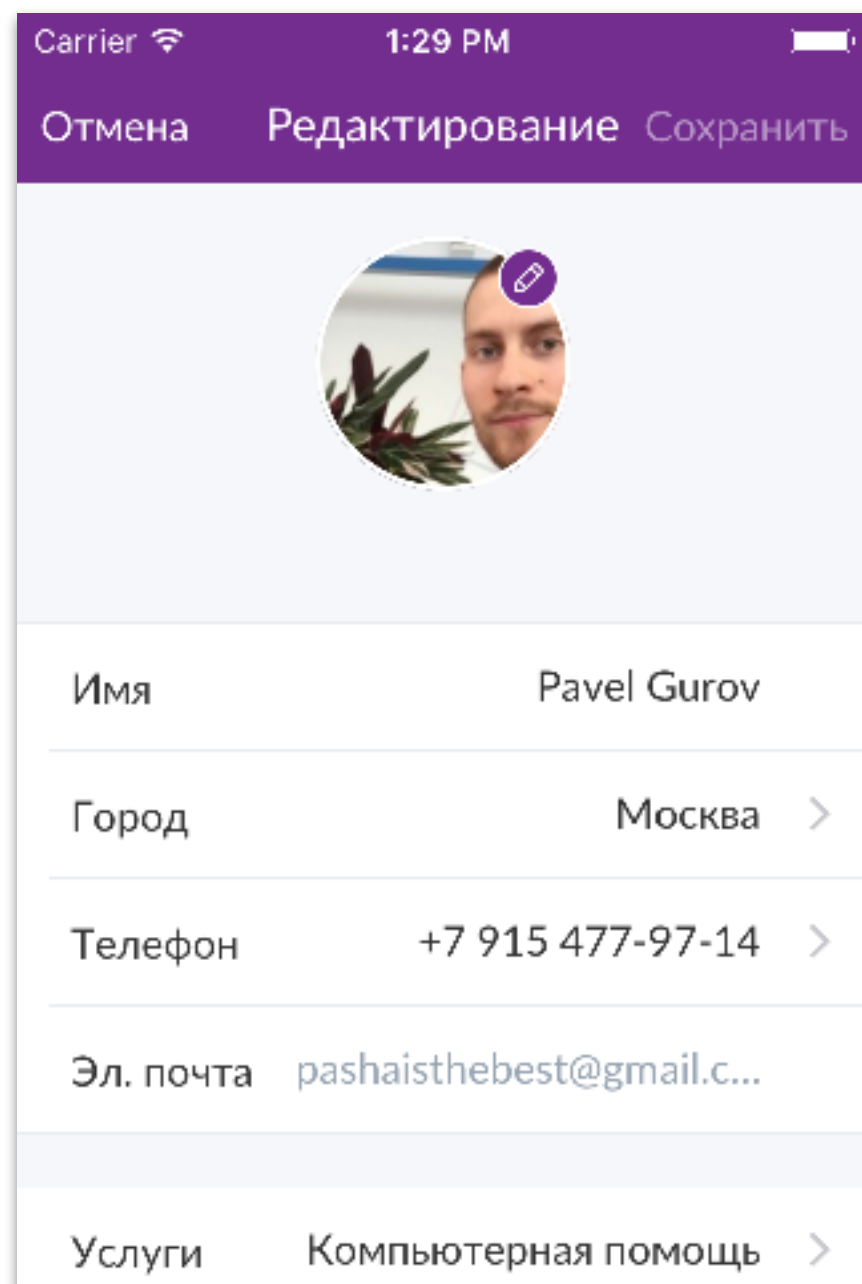 Carrier 1:29 PM
Отмена Редактирование Сохранить
Имя Pavel Gurov
Город Москва
Телефон +7 915 477-97-14
Эл. почта pashaisthebest@gmail.c...
Услуги Компьютерная помощь